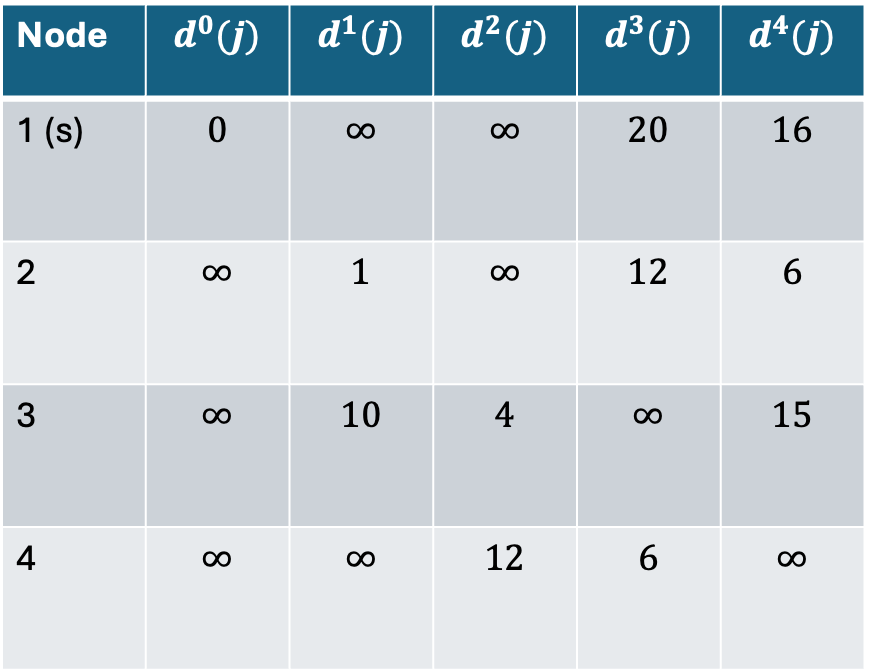 Node d⁰(j) d¹(j) d²(j) d³(j) d⁴(j)
1 (s) 0 ∞ ∞ 20 16
2 ∞ 1 ∞ 12 6
3 ∞ 10 4 ∞ 15
4 ∞ ∞ 12 6 ∞